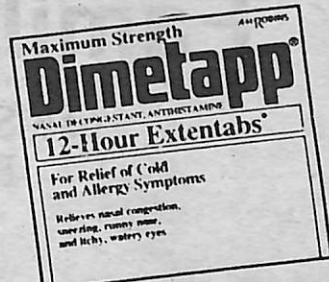 Maximum Strength
A·H·ROBINS
Dimetapp®
NASAL DECONGESTANT, ANTIHISTAMINE
12-Hour Extentabs®
For Relief of Cold
and Allergy Symptoms
Relieves nasal congestion,
sneezing, runny nose,
and itchy, watery eyes